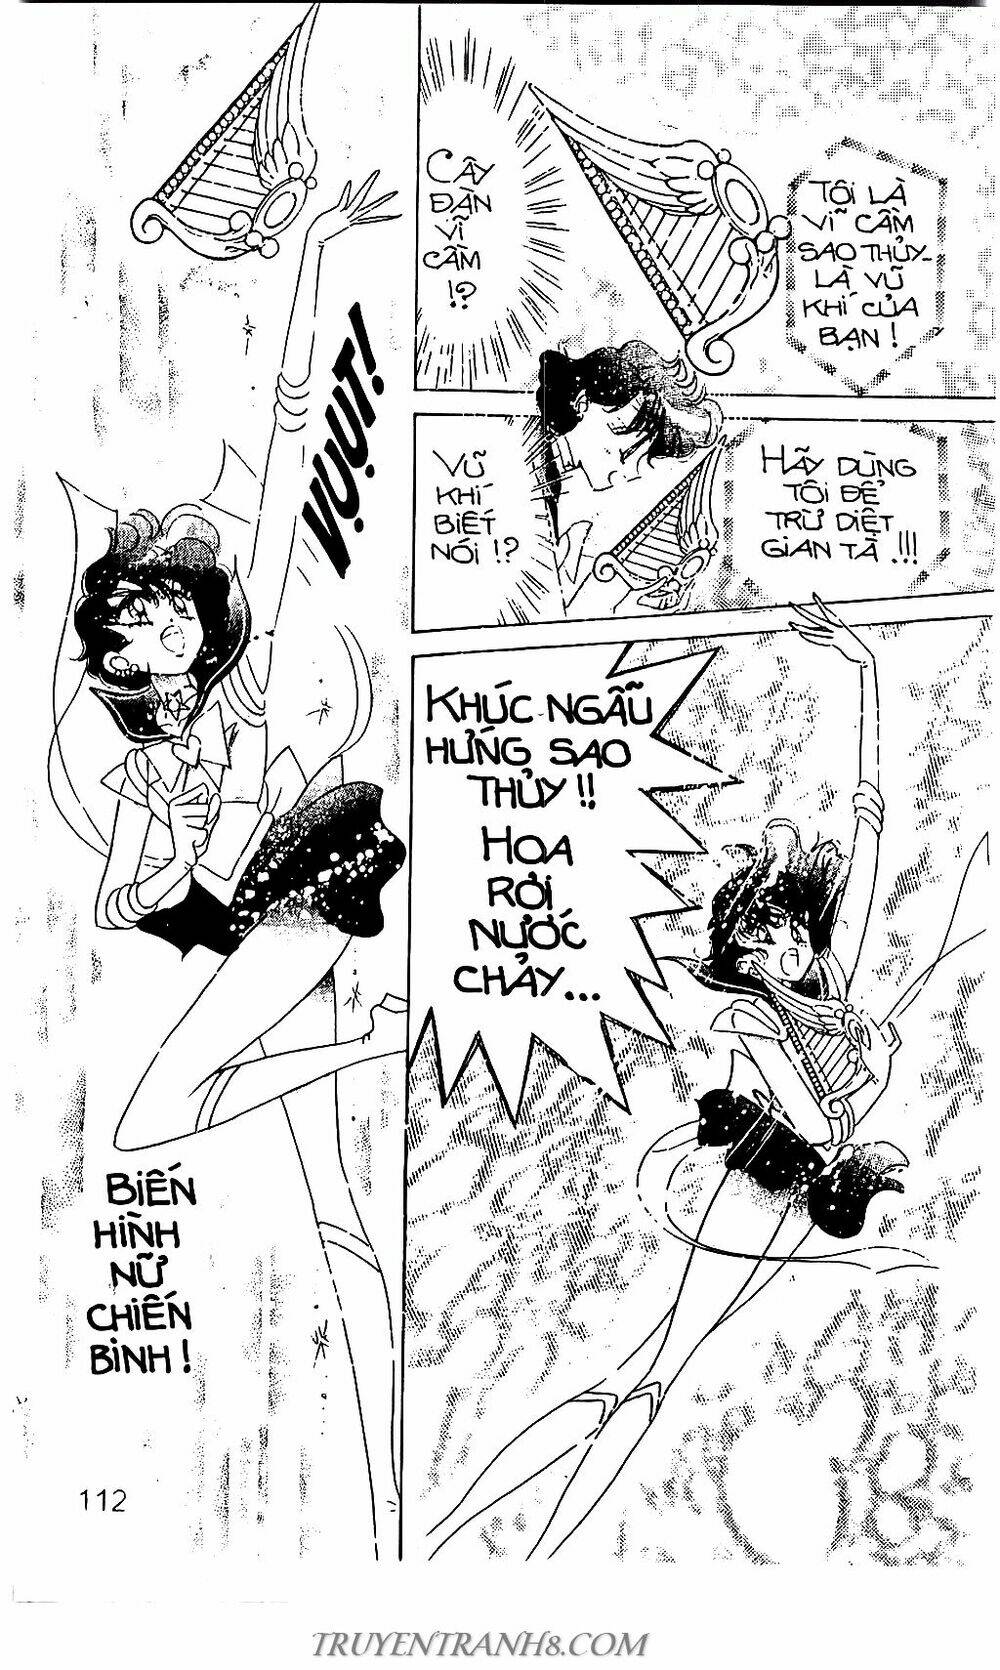 TÔI LÀ
VĨ CẦM
SAO THỦY_
LÀ VŨ
KHÍ CỦA
BẠN!
CÂY
ĐÀN
VĨ
CẦM
!?
HÃY DÙNG
TÔI ĐỂ
TRỪ DIỆT
GIAN TÀ !!!
VŨ
KHÍ
BIẾT
NÓI !?
VỤỤT!
KHÚC NGẪU
HỨNG SAO
THỦY!!
HOA
RƠI
NƯỚC
CHẢY...
BIẾN
HÌNH
NỮ
CHIẾN
BINH!
112
TRUYENTRANH8.COM